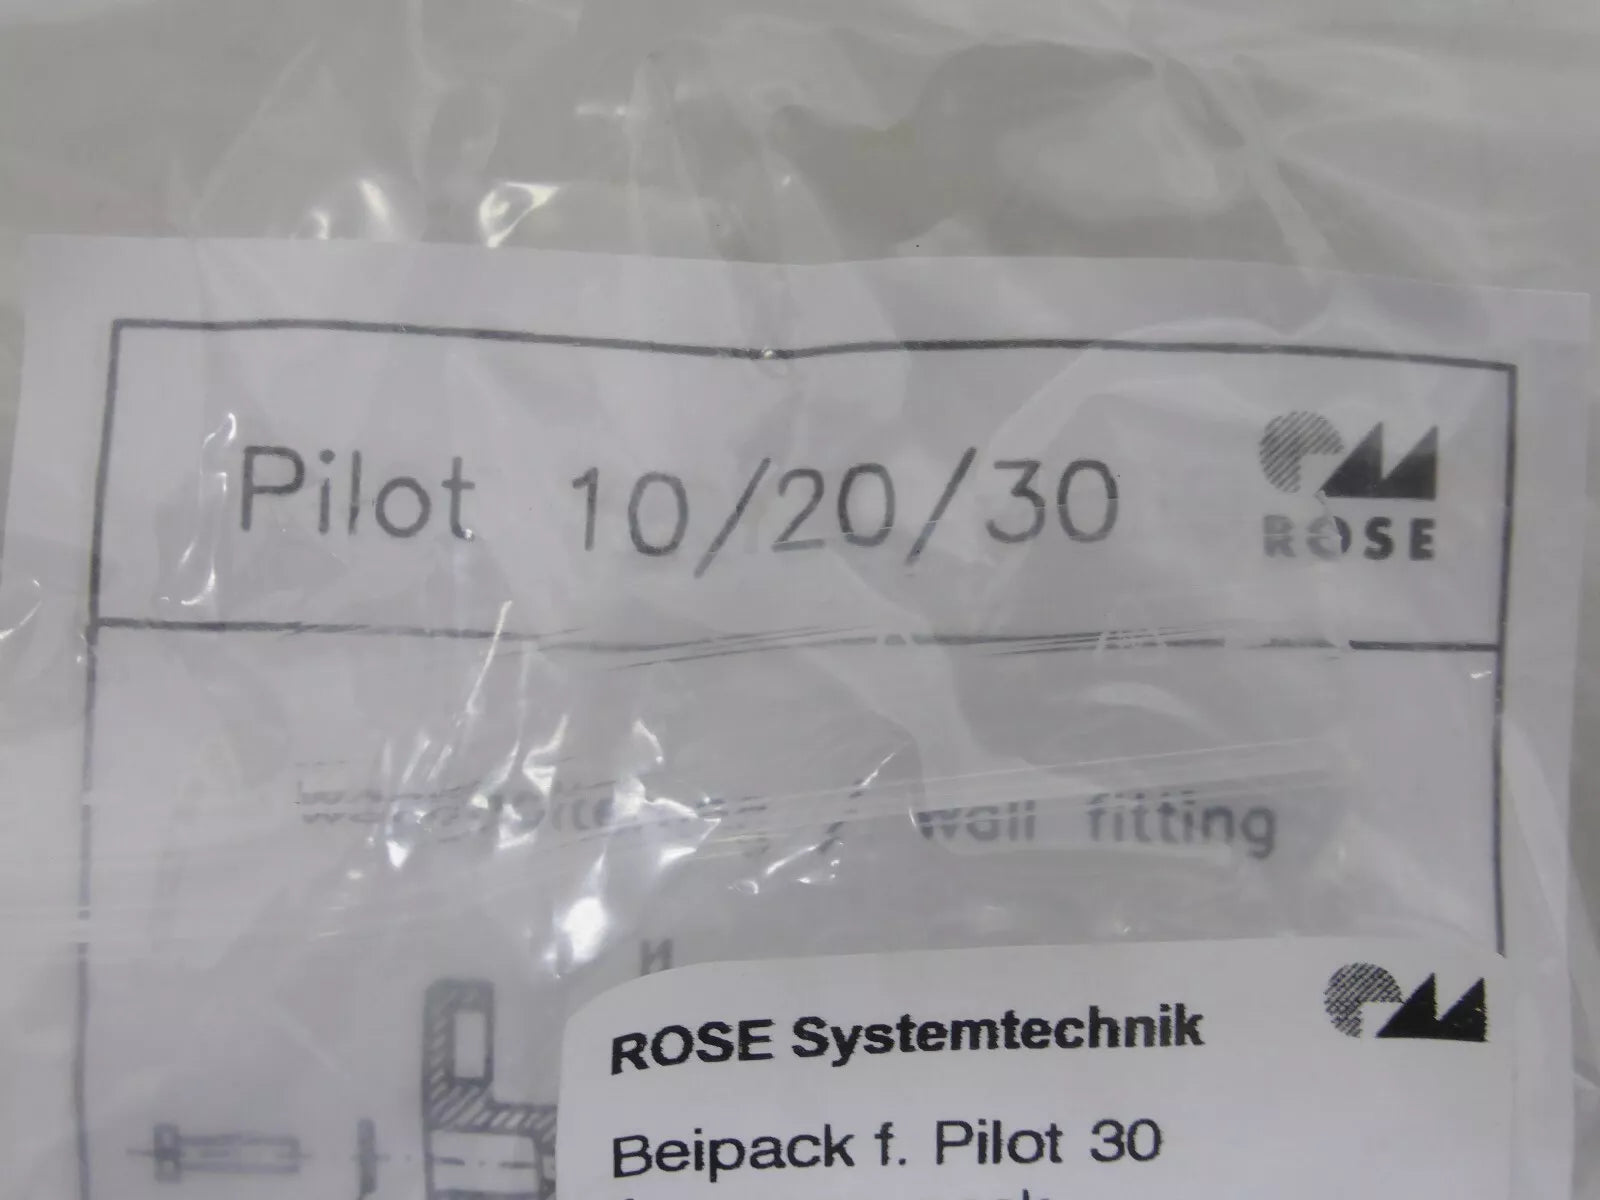 Pilot 10/20/30
ROSE
/ wall fitting
ROSE Systemtechnik
Beipack f. Pilot 30